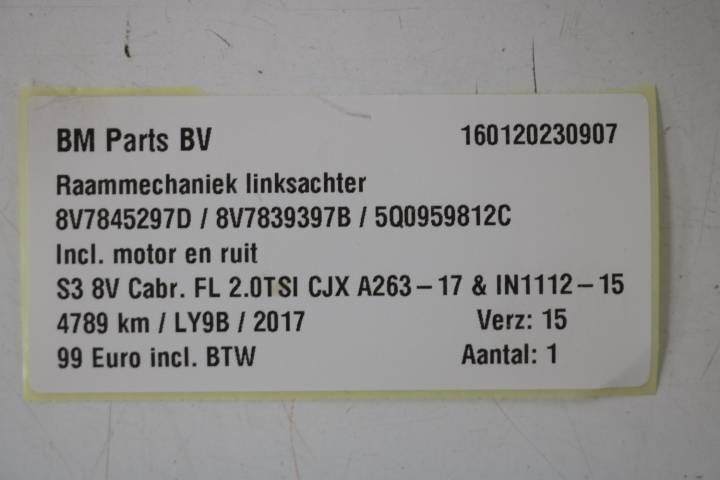 BM Parts BV 160120230907
Raammechaniek linksachter
8V7845297D / 8V7839397B / 5Q0959812C
Incl. motor en ruit
S3 8V Cabr. FL 2.0TSI CJX A263-17 & IN1112-15
4789 km / LY9B / 2017 Verz: 15
99 Euro incl. BTW Aantal: 1